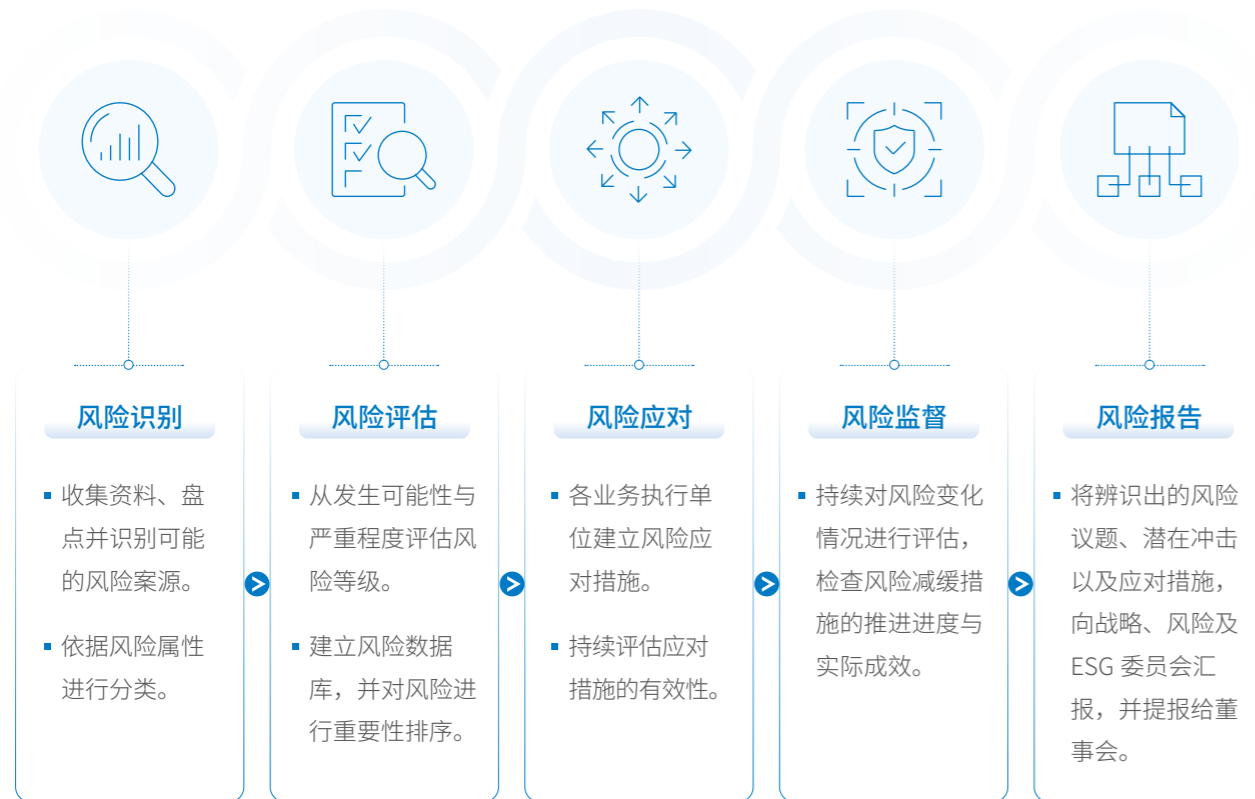 风险识别
收集资料、盘
点并识别可能
的风险案源。
依据风险属性
进行分类。
风险评估
从发生可能性与
严重程度评估风
险等级。
建立风险数据
库，并对风险进
行重要性排序。
风险应对
各业务执行单
位建立风险应
对措施。
持续评估应对
措施的有效性。
风险监督
持续对风险变化
情况进行评估，
检查风险减缓措
施的推进进度与
实际成效。
风险报告
将辨识出的风险
议题、潜在冲击
以及应对措施，
向战略、风险及
ESG 委员会汇
报，并提报给董
事会。